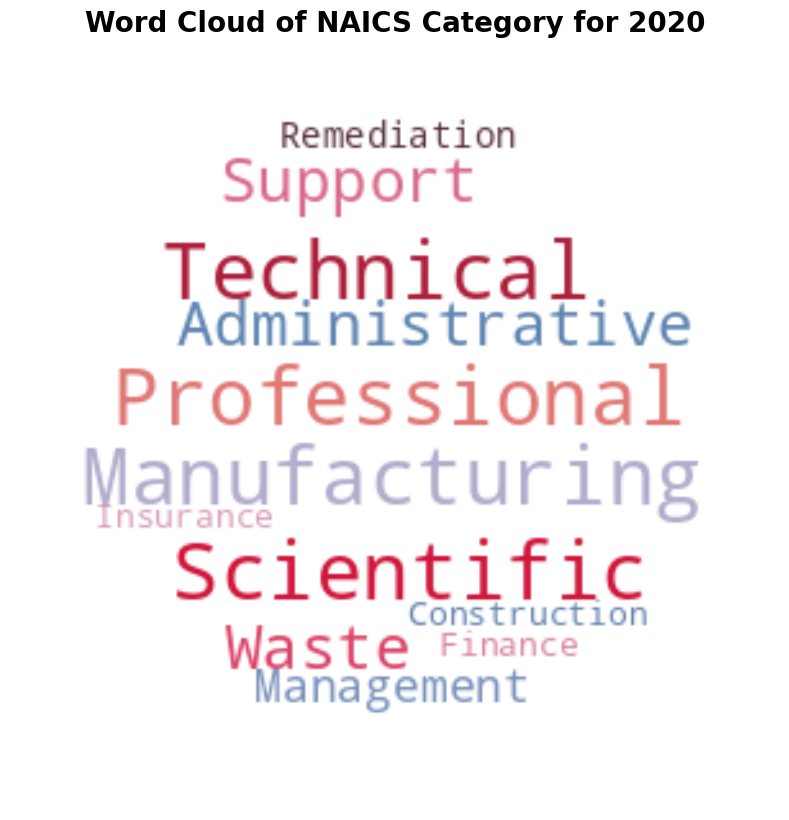 Word Cloud of NAICS Category for 2020
Remediation
Support
Technical
Administrative
Professional
Manufacturing
Insurance
Scientific
Construction
Waste
Finance
Management